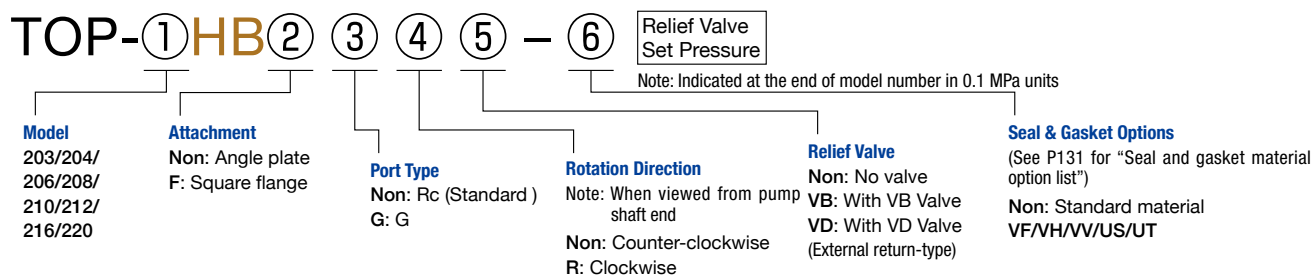 TOP-①HB② ③ ④ ⑤ – ⑥ Relief Valve
Set Pressure
Note: Indicated at the end of model number in 0.1 MPa units
Model
203/204/
206/208/
210/212/
216/220
Attachment
Non: Angle plate
F: Square flange
Port Type
Non: Rc (Standard )
G: G
Rotation Direction
Note: When viewed from pump
shaft end
Non: Counter-clockwise
R: Clockwise
Relief Valve
Non: No valve
VB: With VB Valve
VD: With VD Valve
(External return-type)
Seal & Gasket Options
(See P131 for “Seal and gasket material
option list”)
Non: Standard material
VF/VH/VV/US/UT